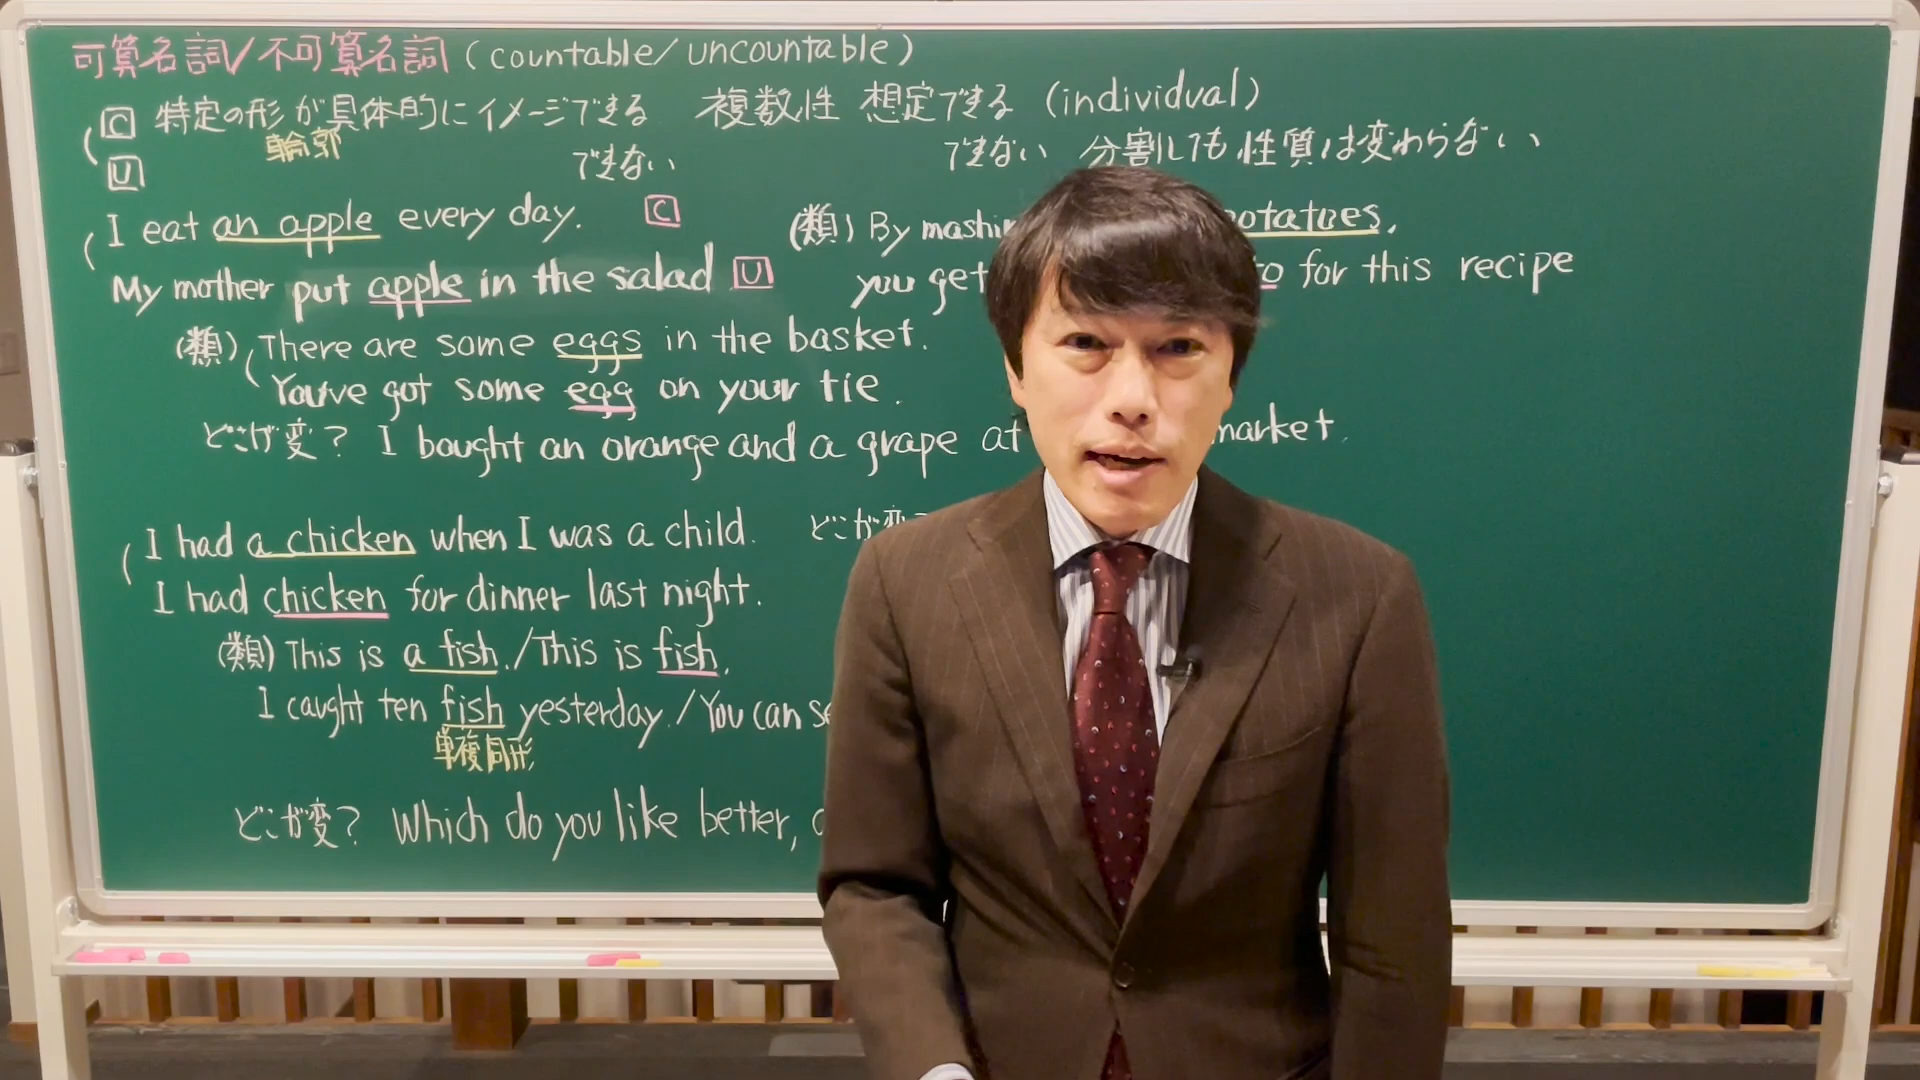 可算名詞/不可算名詞 (countable/uncountable)
C 特定の形が具体的にイメージできる 複数性 想定できる (individual)
輪郭
U できない できない 分割しても性質は変わらない
I eat an apple every day. C (類) By mashi otatoes,
My mother put apple in the salad U you get o for this recipe
(類) There are some eggs in the basket.
You've got some egg on your tie.
どこが変? I bought an orange and a grape at market.
I had a chicken when I was a child. どこが変
I had chicken for dinner last night.
(類) This is a fish./This is fish.
I caught ten fish yesterday./You can se
単複同形
どこが変? Which do you like better,